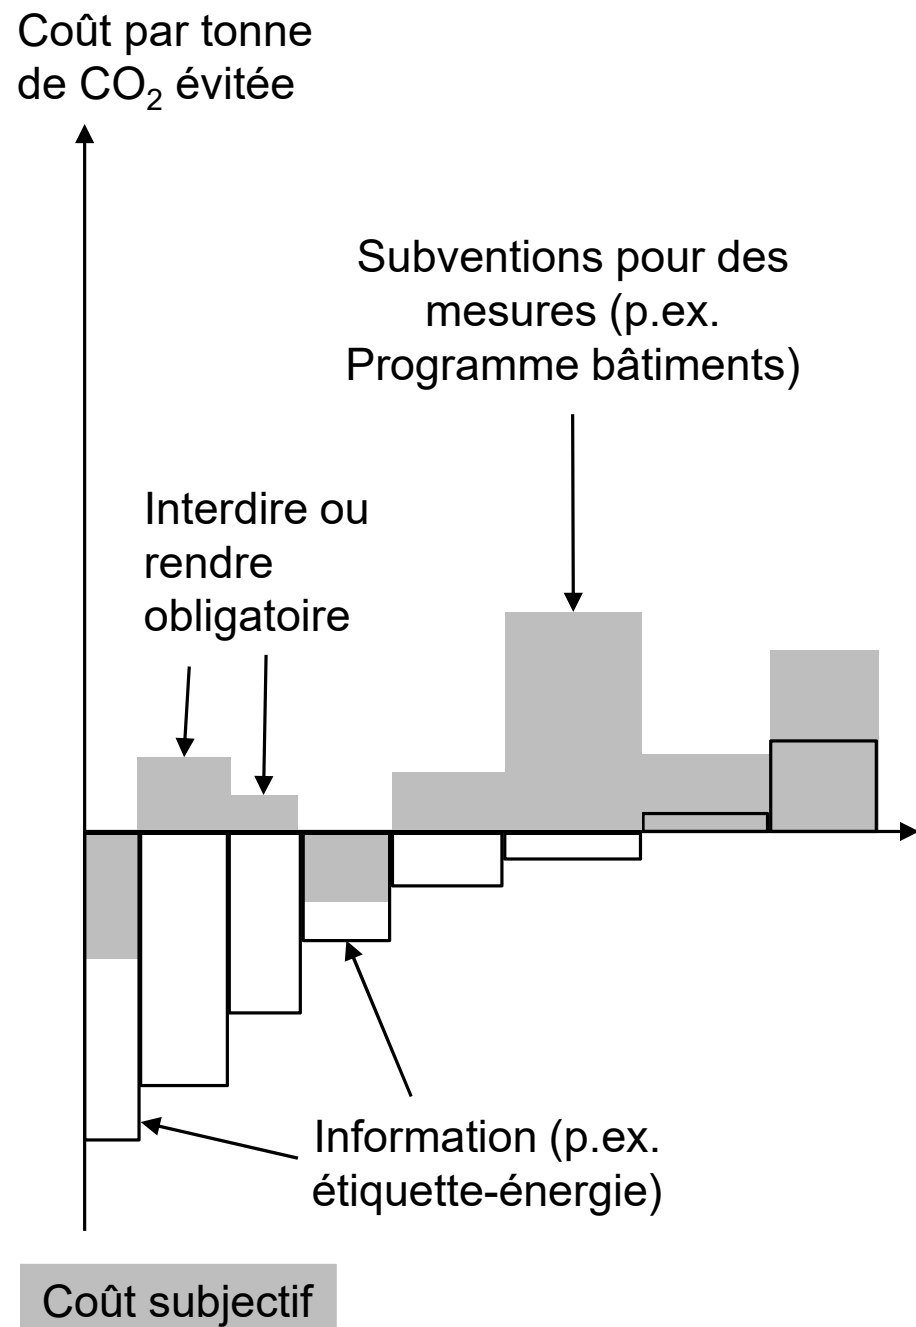 Coût par tonne
de CO₂ évitée
Subventions pour des
mesures (p.ex.
Programme bâtiments)
Interdire ou
rendre
obligatoire
Information (p.ex.
étiquette-énergie)
Coût subjectif